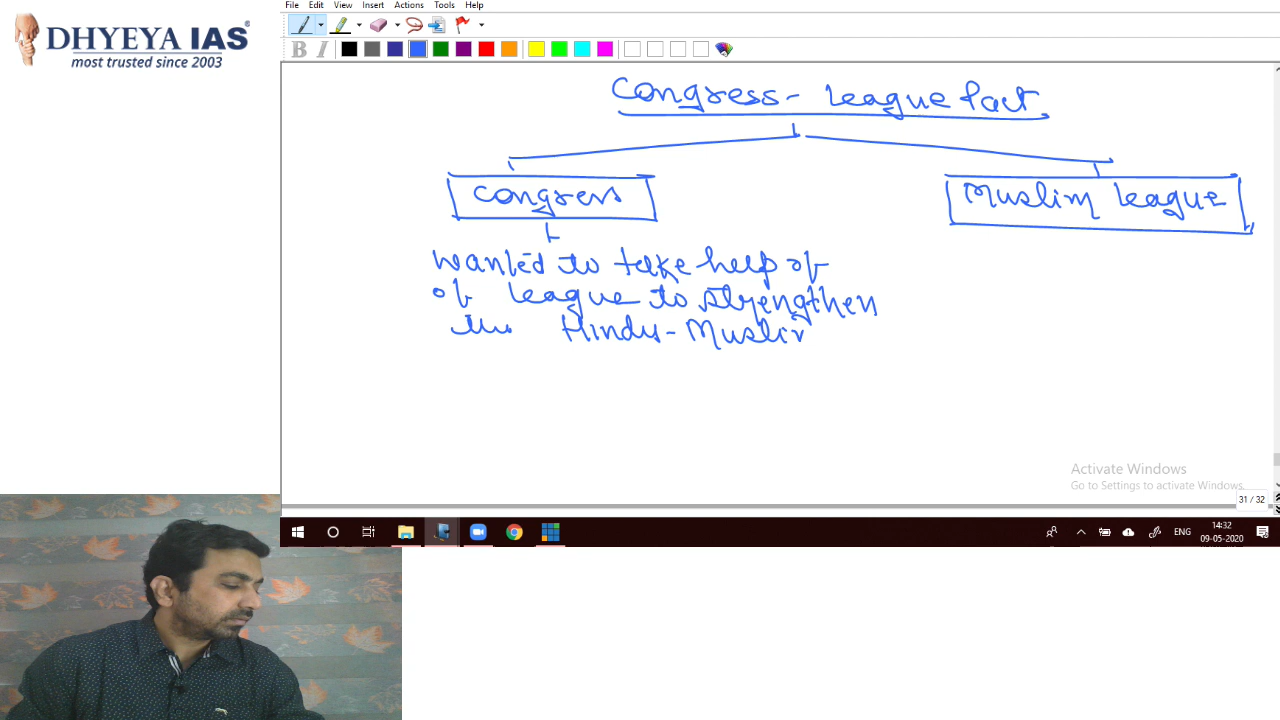 DHYEYA IAS®
most trusted since 2003
File Edit View Insert Actions Tools Help
B I
Congress - League Pact
Congress
Muslim League
Wanted to take help of
of league to strengthen
the Hindu - Muslim
Activate Windows
Go to Settings to activate Windows.
31 / 32
ENG
14:32
09-05-2020